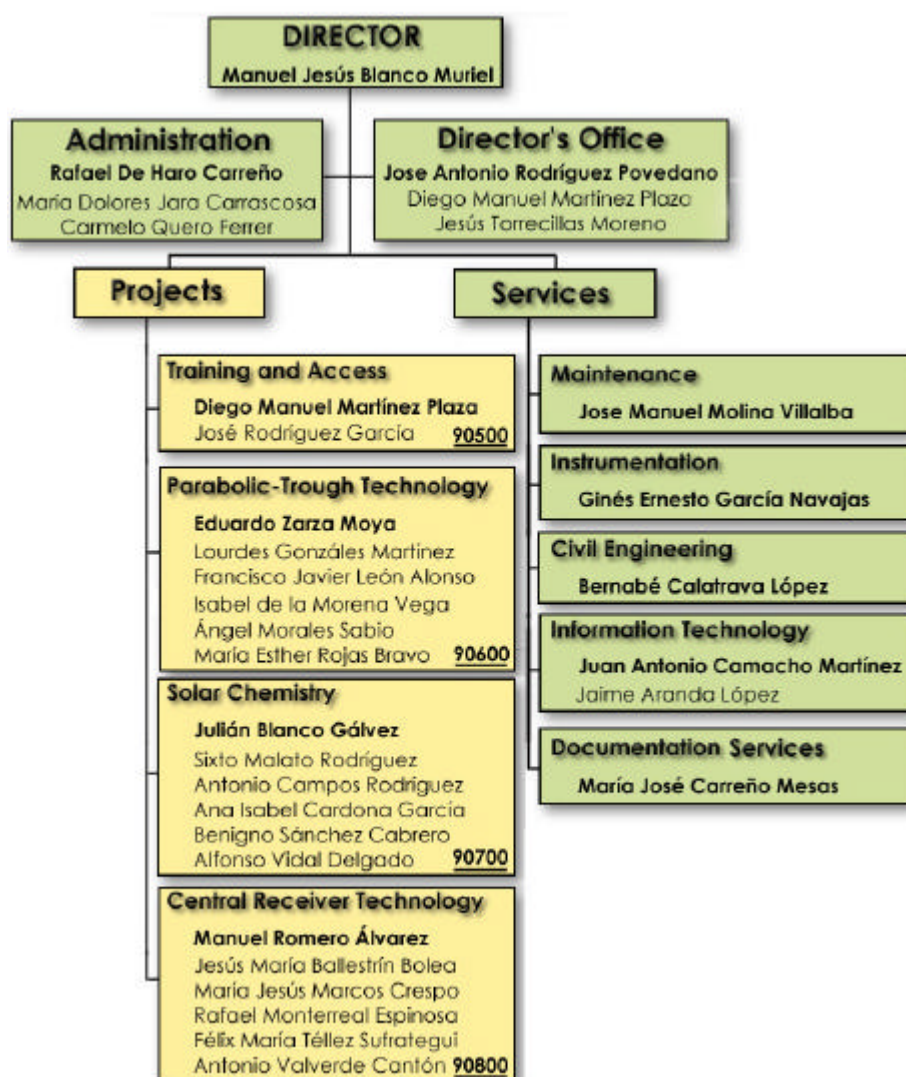 DIRECTOR
Manuel Jesús Blanco Muriel
Administration
Rafael De Haro Carreño
María Dolores Jara Carrascosa
Carmelo Quero Ferrer
Director's Office
Jose Antonio Rodríguez Povedano
Diego Manuel Martínez Plaza
Jesús Torrecillas Moreno
Projects
Services
Training and Access
Diego Manuel Martínez Plaza
José Rodríguez García 90500
Parabolic-Trough Technology
Eduardo Zarza Moya
Lourdes Gonzáles Martinez
Francisco Javier León Alonso
Isabel de la Morena Vega
Ángel Morales Sabio
María Esther Rojas Bravo 90600
Solar Chemistry
Julián Blanco Gálvez
Sixto Malato Rodríguez
Antonio Campos Rodríguez
Ana Isabel Cardona García
Benigno Sánchez Cabrero
Alfonso Vidal Delgado 90700
Central Receiver Technology
Manuel Romero Álvarez
Jesús María Ballestrín Bolea
María Jesús Marcos Crespo
Rafael Monterreal Espinosa
Félix María Téllez Sufrategui
Antonio Valverde Cantón 90800
Maintenance
Jose Manuel Molina Villalba
Instrumentation
Ginés Ernesto García Navajas
Civil Engineering
Bernabé Calatrava López
Information Technology
Juan Antonio Camacho Martínez
Jaime Aranda López
Documentation Services
María José Carreño Mesas